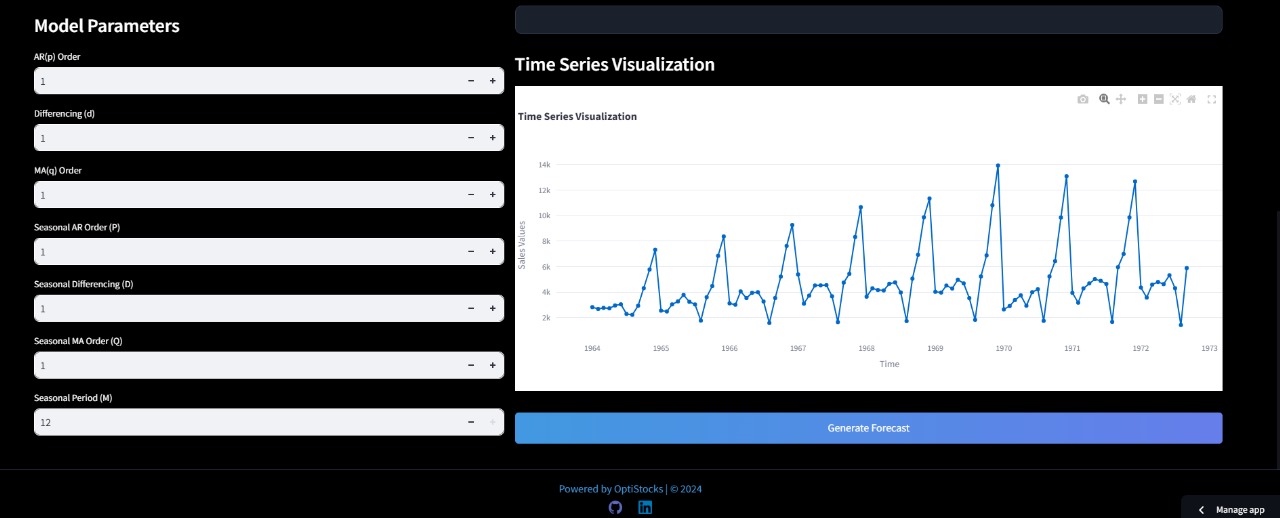 Model Parameters
AR(p) Order
1
− +
Differencing (d)
1
− +
MA(q) Order
1
− +
Seasonal AR Order (P)
1
− +
Seasonal Differencing (D)
1
− +
Seasonal MA Order (Q)
1
− +
Seasonal Period (M)
12
− +
Time Series Visualization
Time Series Visualization
14k
12k
10k
8k
6k
4k
2k
Sales Values
1964 1965 1966 1967 1968 1969 1970 1971 1972 1973
Time
Generate Forecast
Powered by OptiStocks | © 2024
Manage app